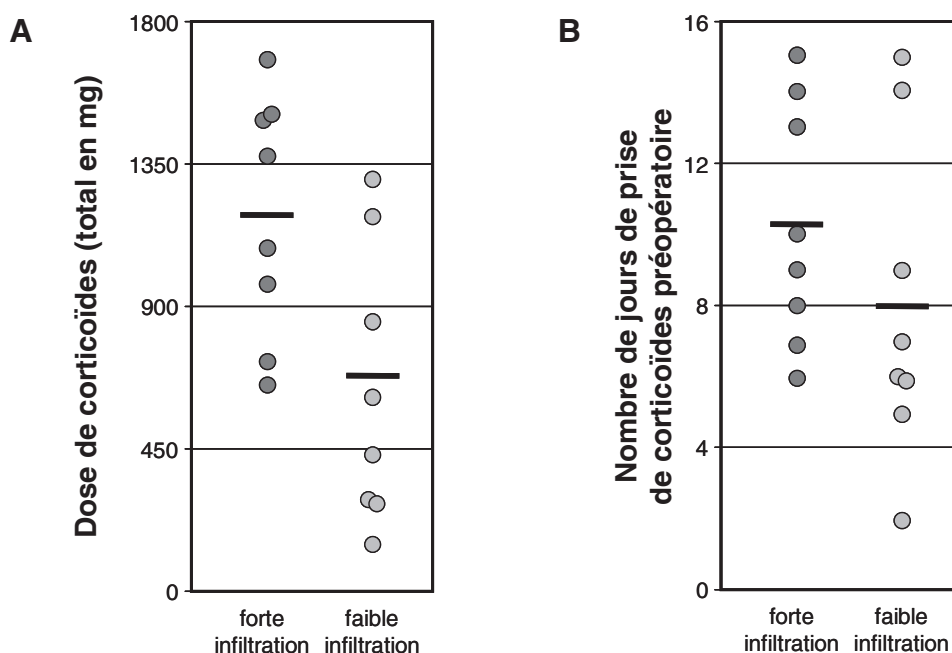 A
Dose de corticoïdes (total en mg)
1800
1350
900
450
0
forte
infiltration
faible
infiltration
B
Nombre de jours de prise
de corticoïdes préopératoire
16
12
8
4
0
forte
infiltration
faible
infiltration